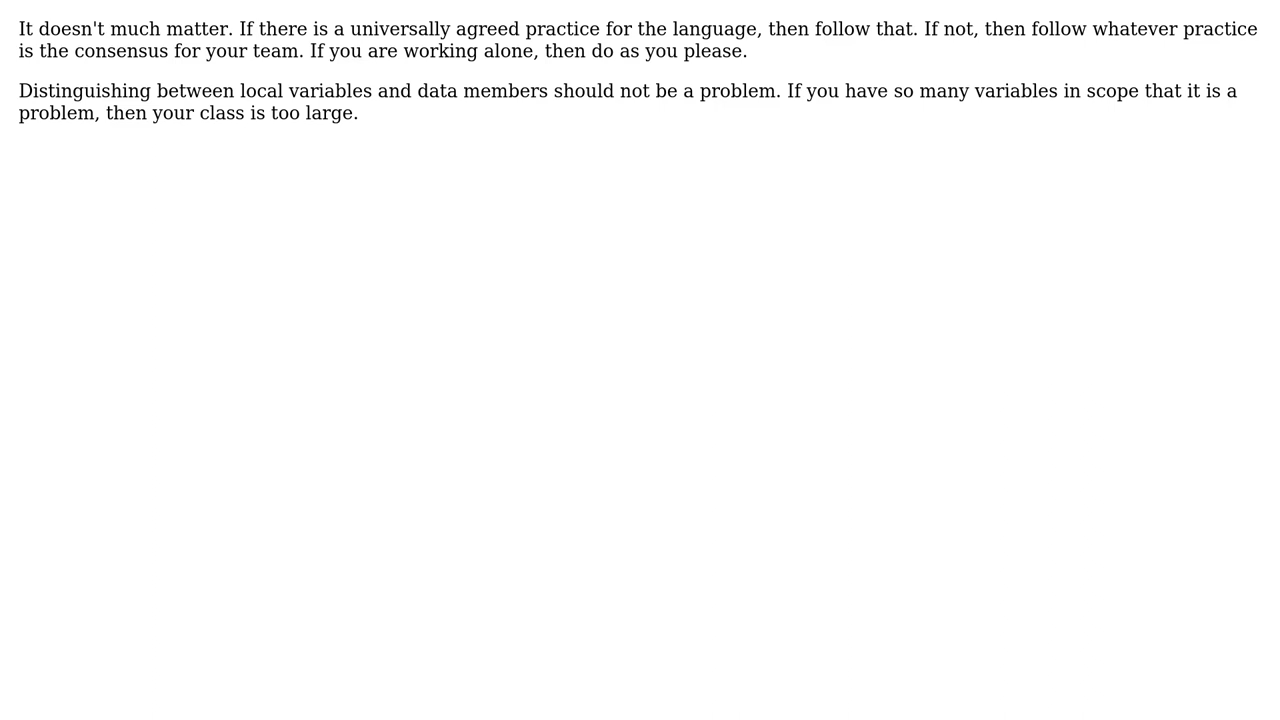 It doesn't much matter. If there is a universally agreed practice for the language, then follow that. If not, then follow whatever practice
is the consensus for your team. If you are working alone, then do as you please.
Distinguishing between local variables and data members should not be a problem. If you have so many variables in scope that it is a
problem, then your class is too large.